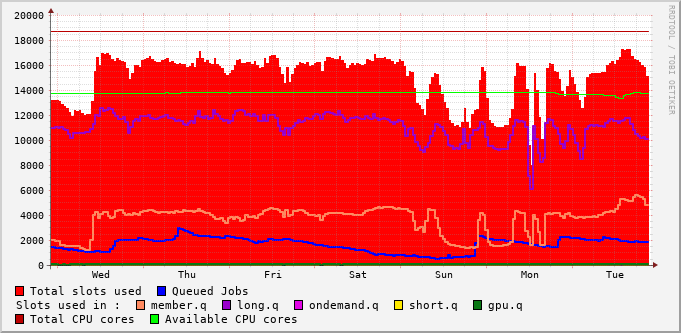 20000
18000
16000
14000
12000
10000
8000
6000
4000
2000
0
Wed Thu Fri Sat Sun Mon Tue
RRDTOOL / TOBI OETIKER
Total slots used Queued Jobs
Slots used in : member.q long.q ondemand.q short.q gpu.q
Total CPU cores Available CPU cores